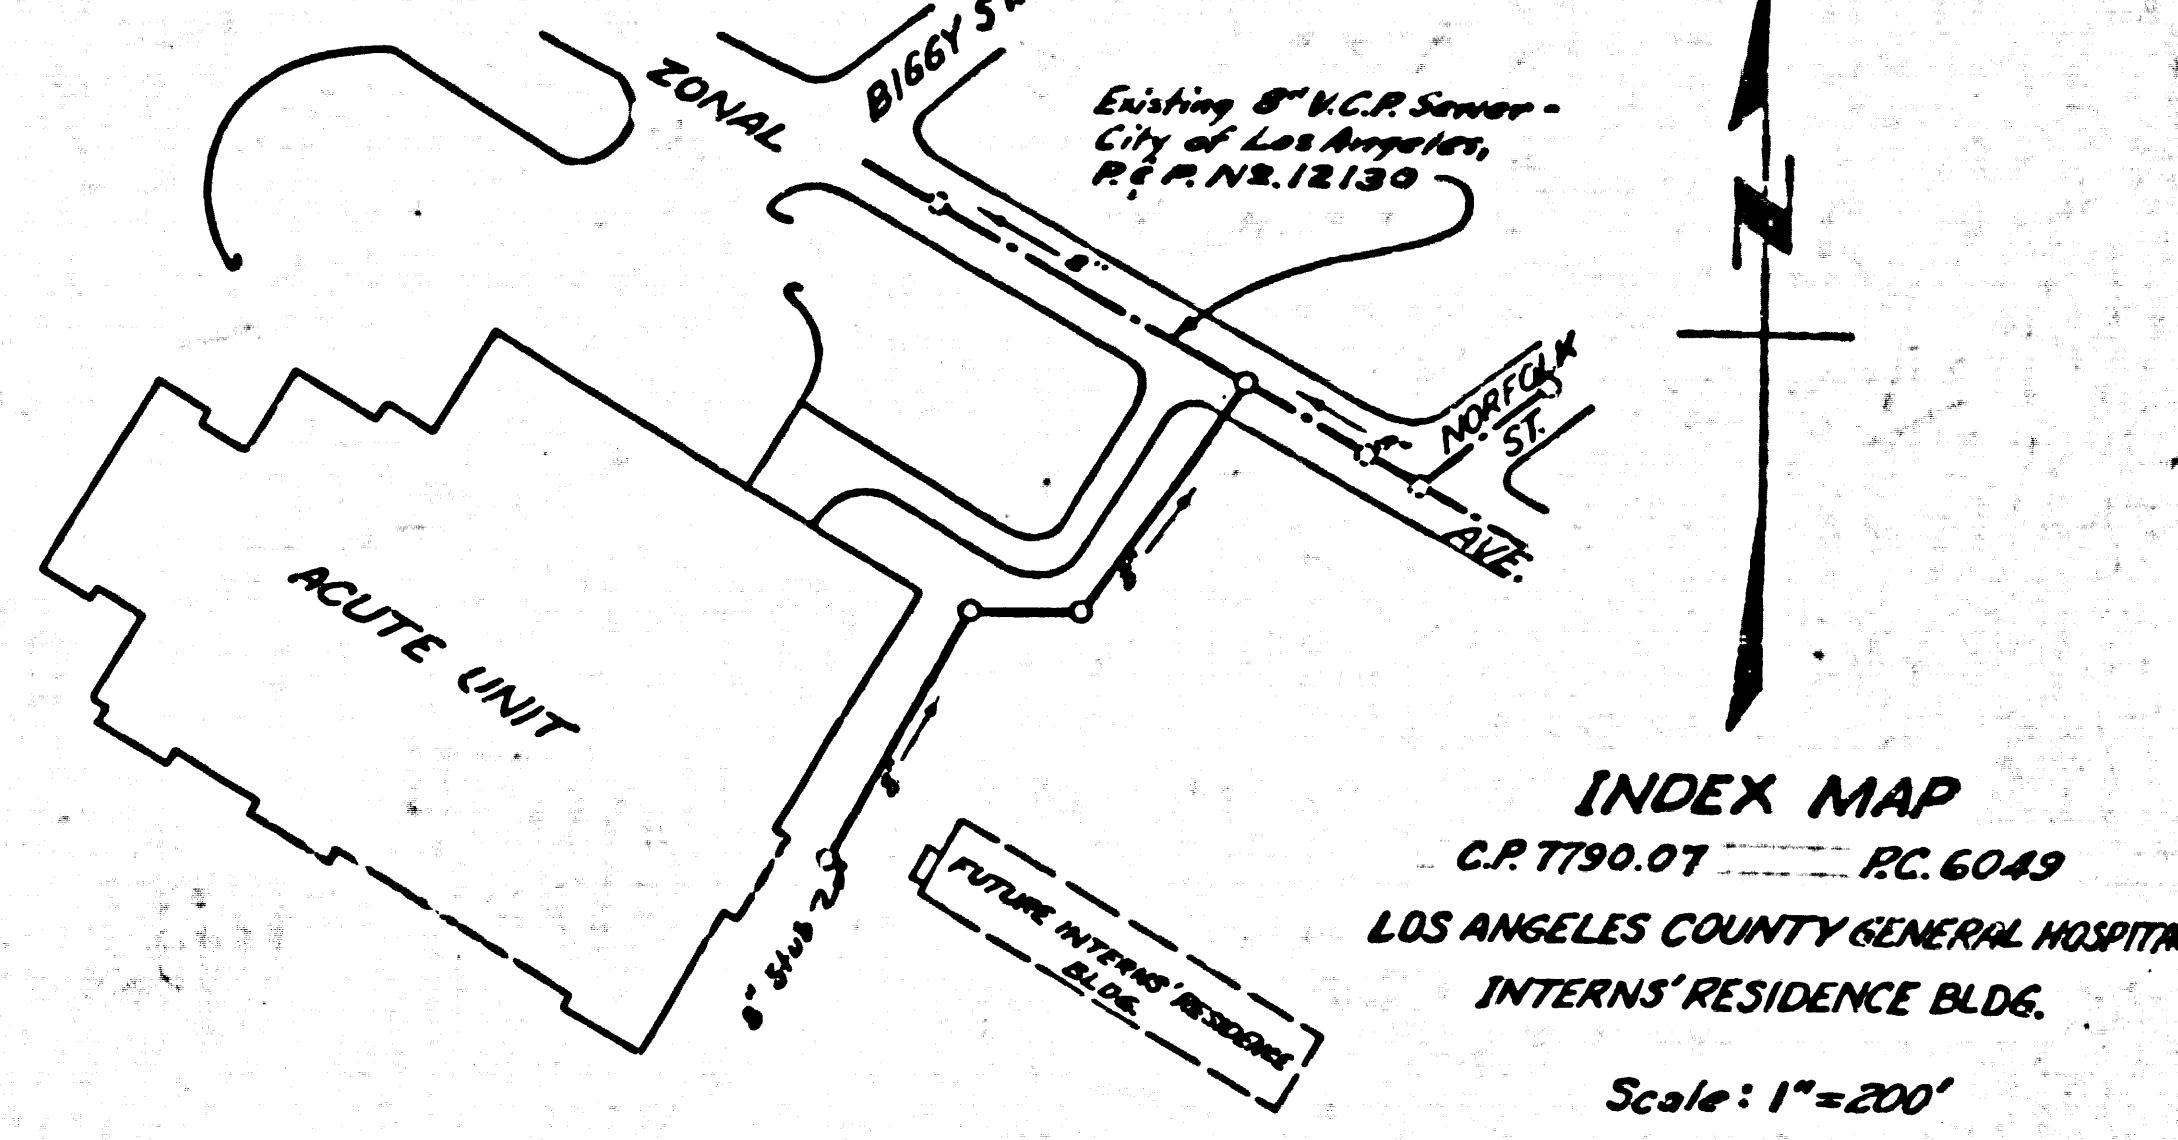 ZONAL
BIGGY ST.
Existing 8" V.C.P. Sewer -
City of Los Angeles,
P. & P. No. 12130
N
8"
NORFOLK
ST.
AVE.
8"
ACUTE UNIT
8"
8" Stub
FUTURE INTERNS' RESIDENCE
BLDG.
INDEX MAP
C.P. 7790.07 P.C. 6049
LOS ANGELES COUNTY GENERAL HOSPITA
INTERNS' RESIDENCE BLDG.
Scale: 1"=200'